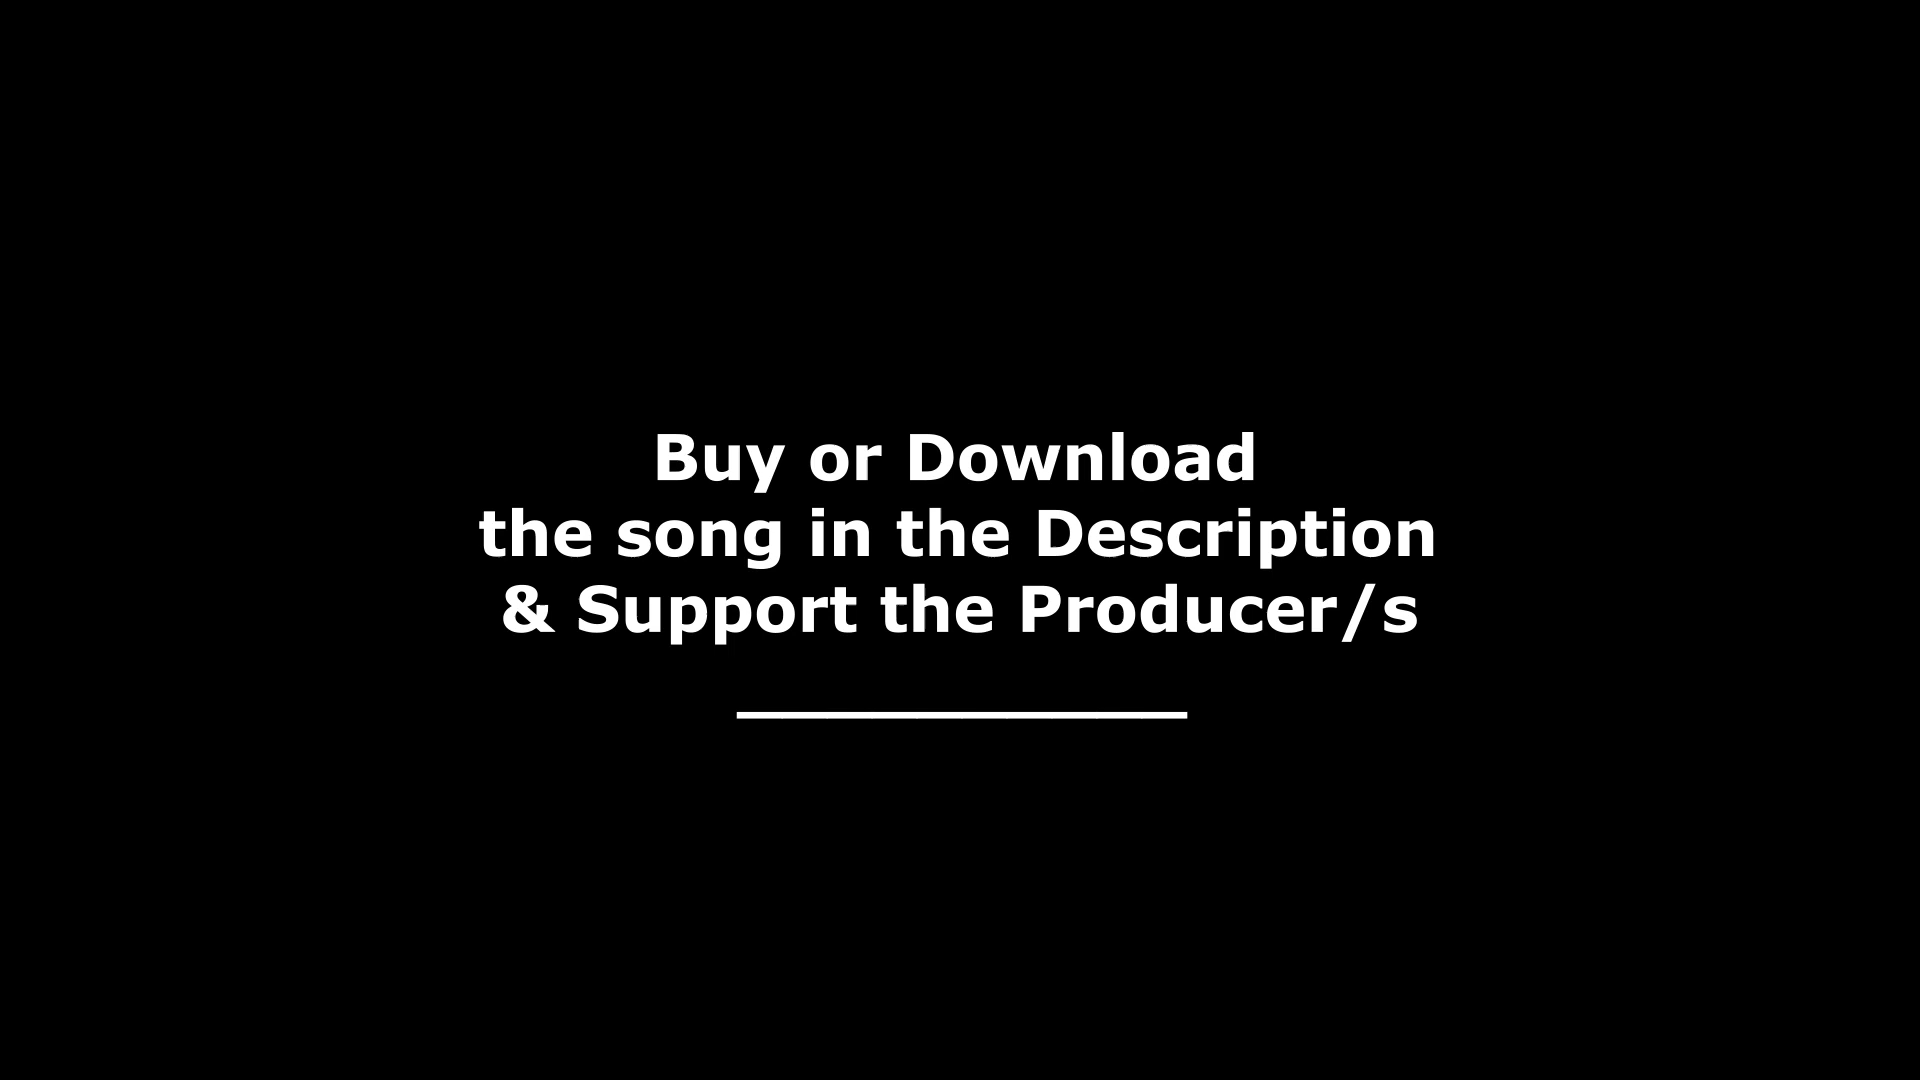 Buy or Download
the song in the Description
& Support the Producer/s